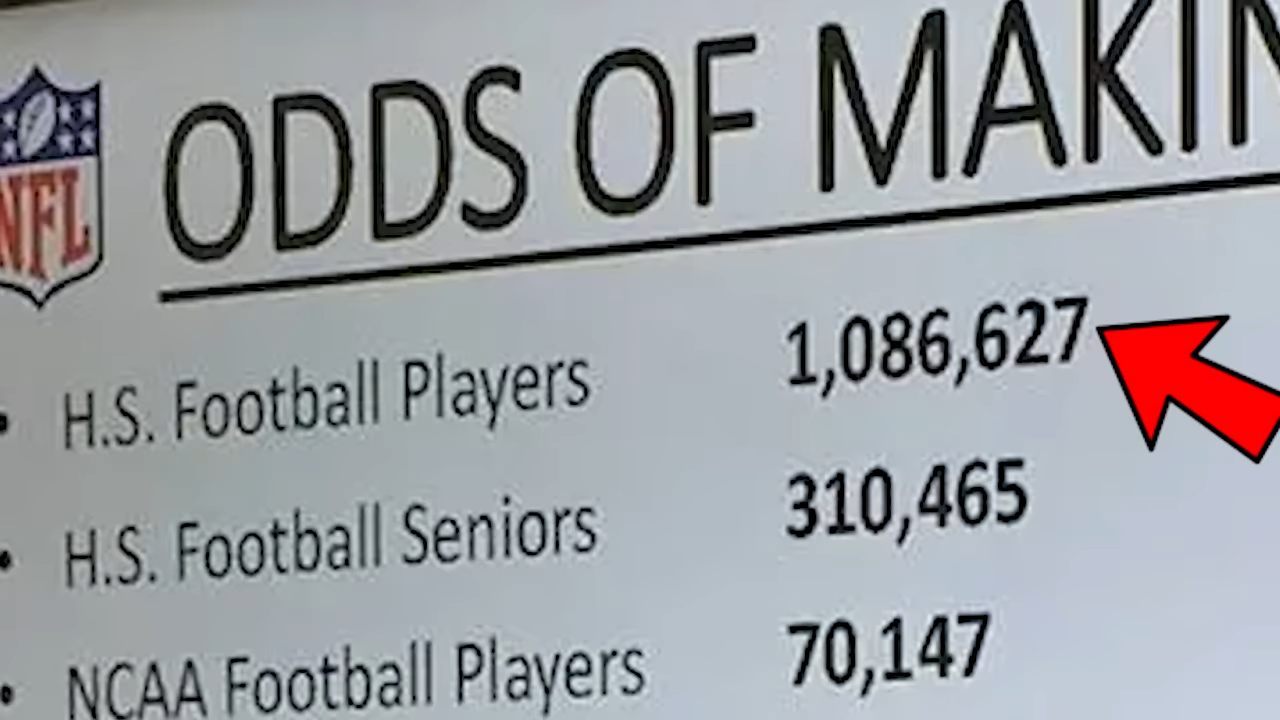 NFL
ODDS OF MAKIN
• H.S. Football Players 1,086,627
• H.S. Football Seniors 310,465
• NCAA Football Players 70,147